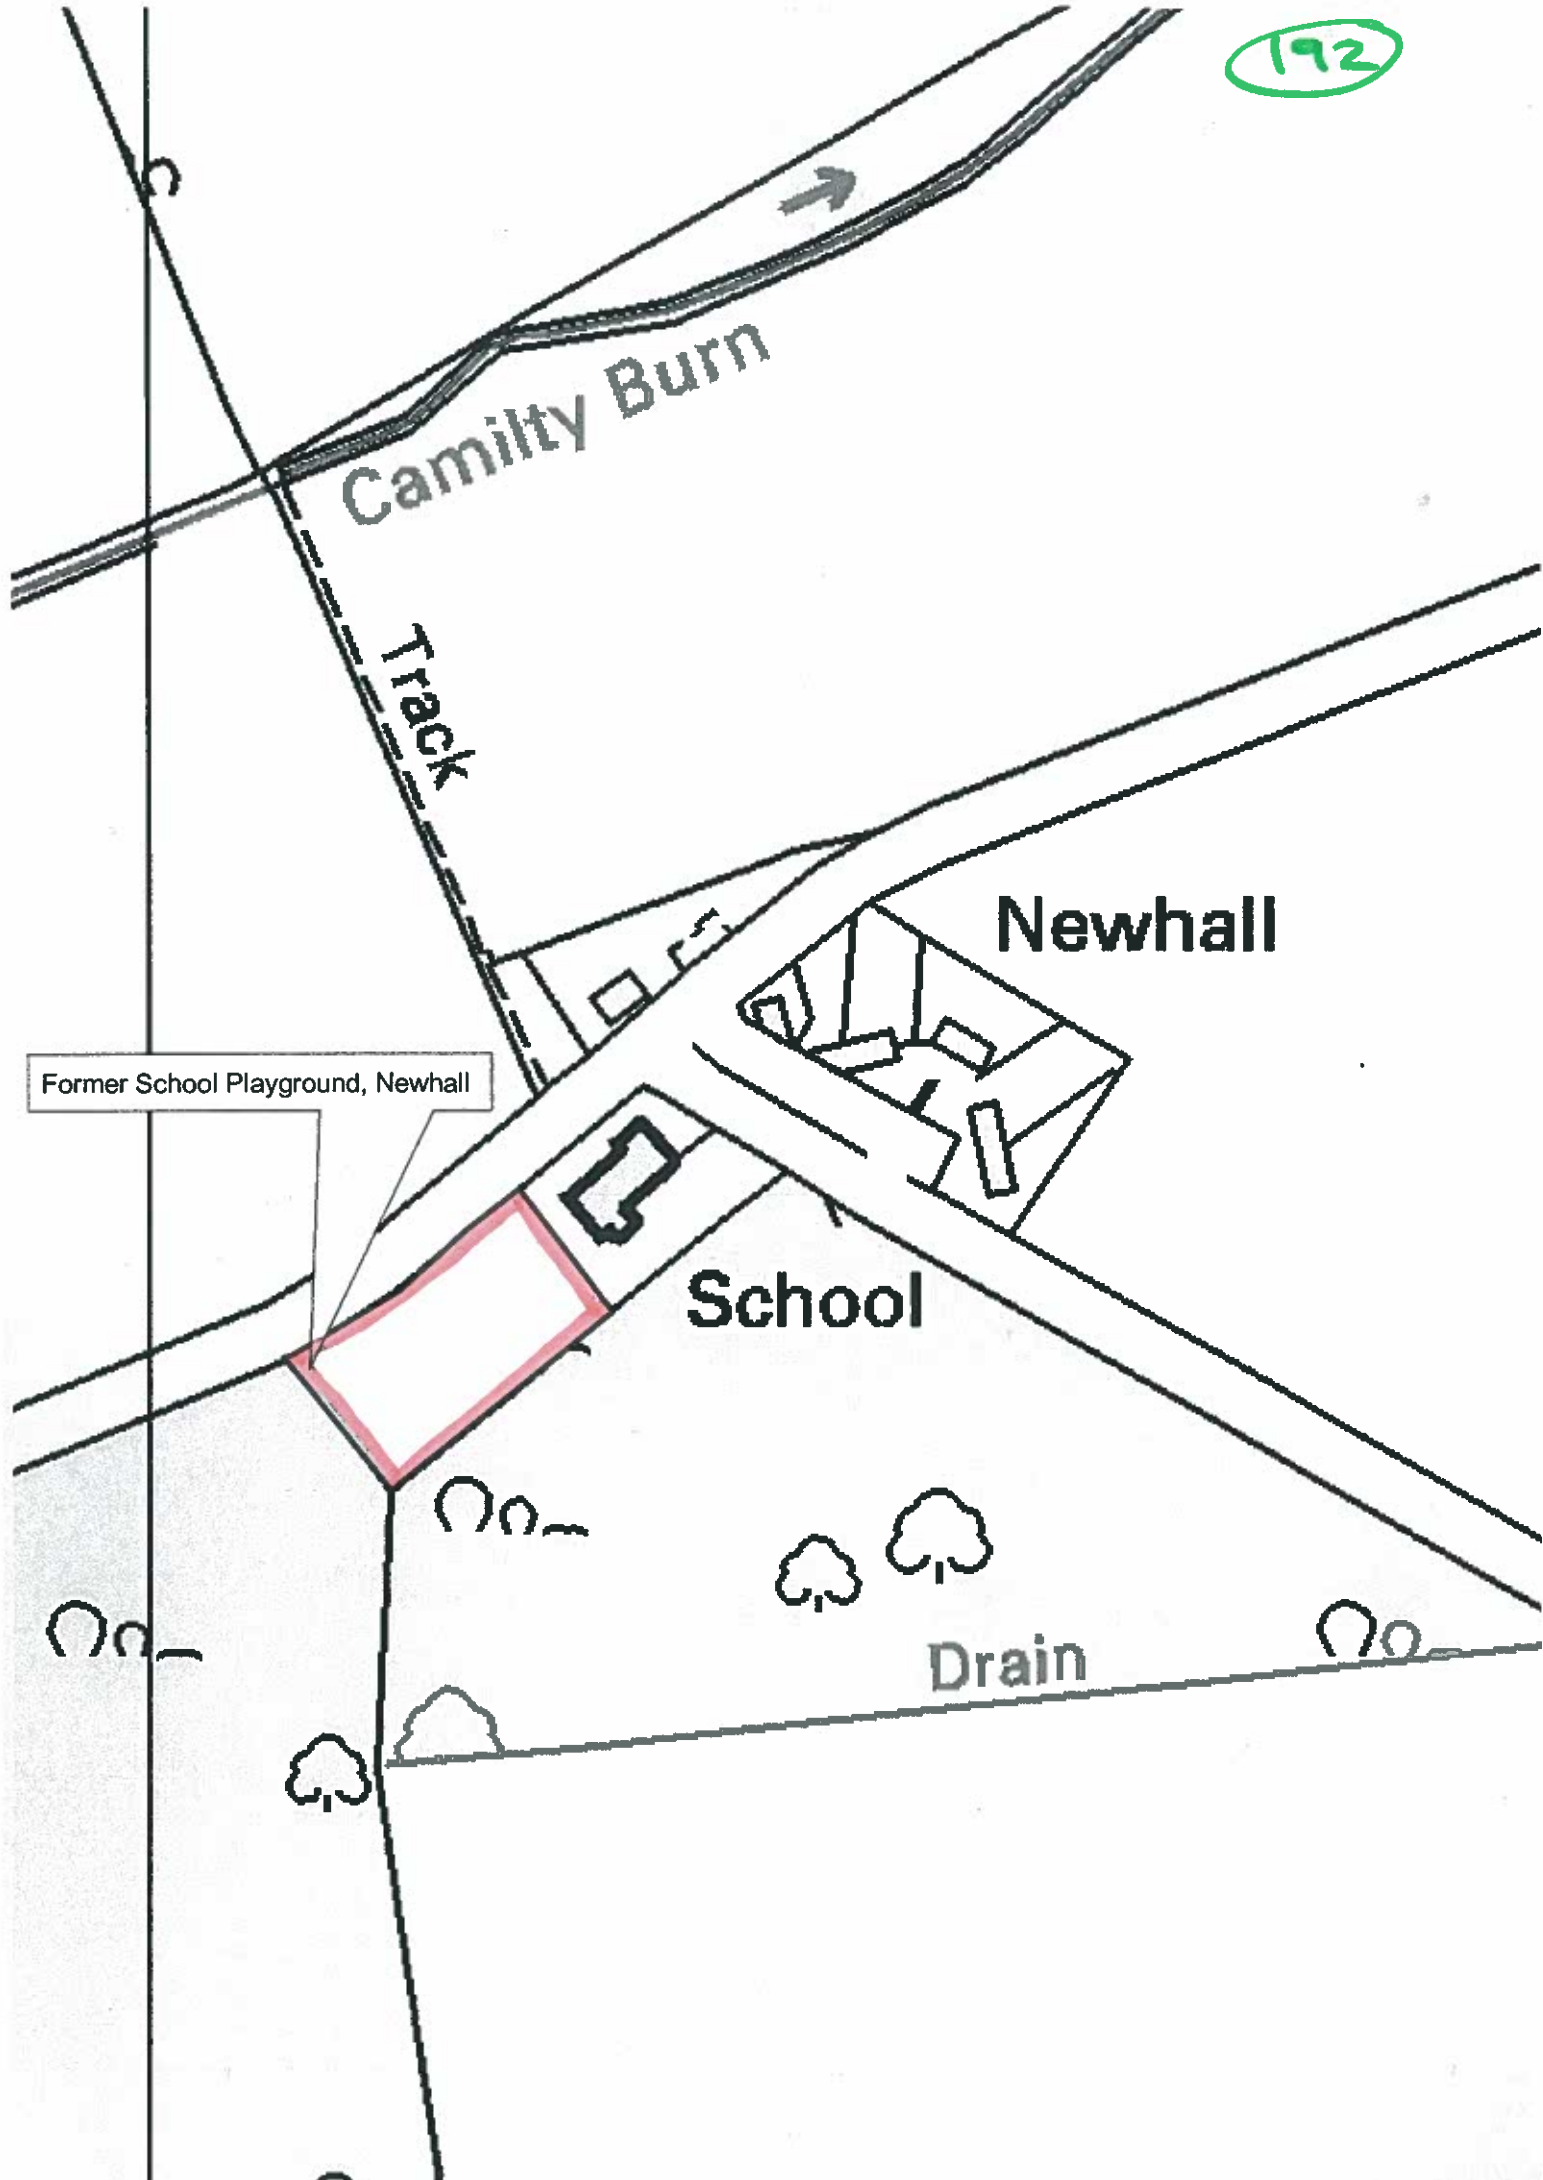 192
Camilty Burn
Track
Newhall
Former School Playground, Newhall
School
Drain